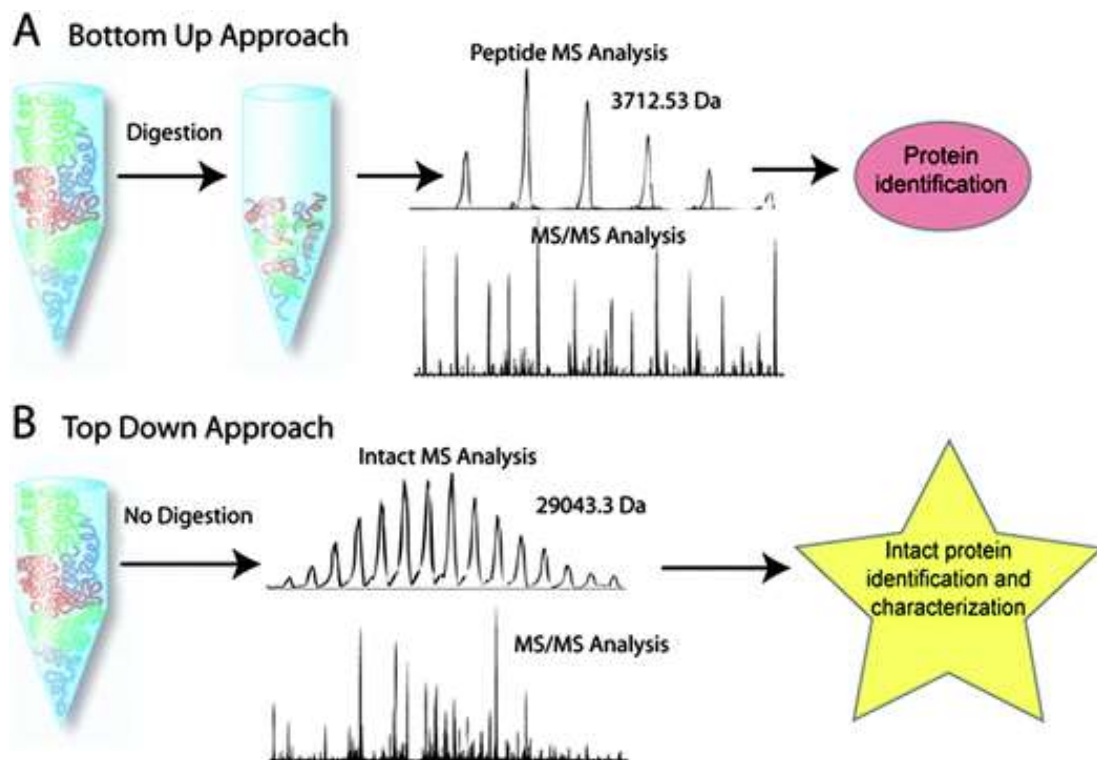 A Bottom Up Approach
Peptide MS Analysis
3712.53 Da
Digestion
Protein
identification
MS/MS Analysis
B Top Down Approach
Intact MS Analysis
29043.3 Da
No Digestion
Intact protein
identification and
characterization
MS/MS Analysis